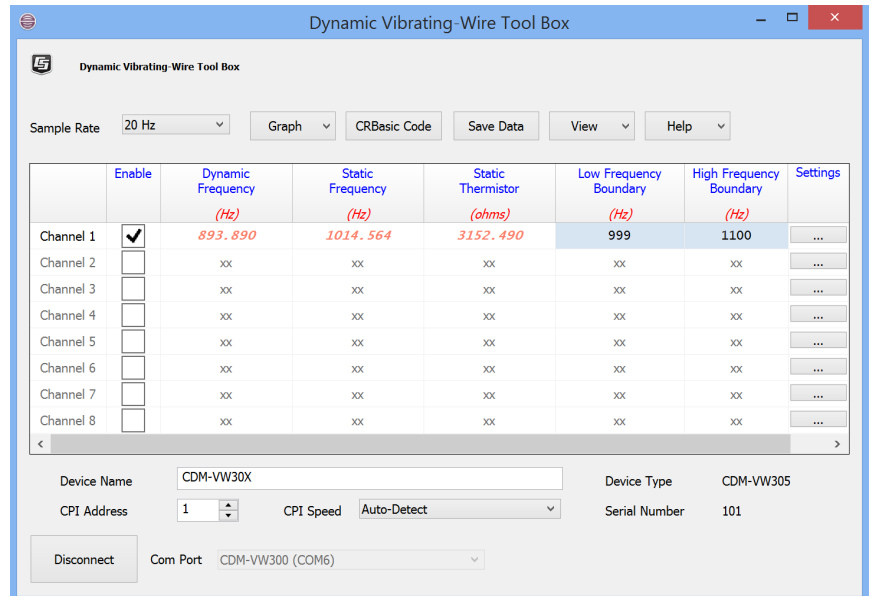 Dynamic Vibrating-Wire Tool Box
Dynamic Vibrating-Wire Tool Box
Sample Rate 20 Hz Graph CRBasic Code Save Data View Help
Enable Dynamic Frequency (Hz) Static Frequency (Hz) Static Thermistor (ohms) Low Frequency Boundary (Hz) High Frequency Boundary (Hz) Settings
Channel 1 893.890 1014.564 3152.490 999 1100 ...
Channel 2 xx xx xx xx xx ...
Channel 3 xx xx xx xx xx ...
Channel 4 xx xx xx xx xx ...
Channel 5 xx xx xx xx xx ...
Channel 6 xx xx xx xx xx ...
Channel 7 xx xx xx xx xx ...
Channel 8 xx xx xx xx xx ...
Device Name CDM-VW30X Device Type CDM-VW305
CPI Address 1 CPI Speed Auto-Detect Serial Number 101
Disconnect Com Port CDM-VW300 (COM6)